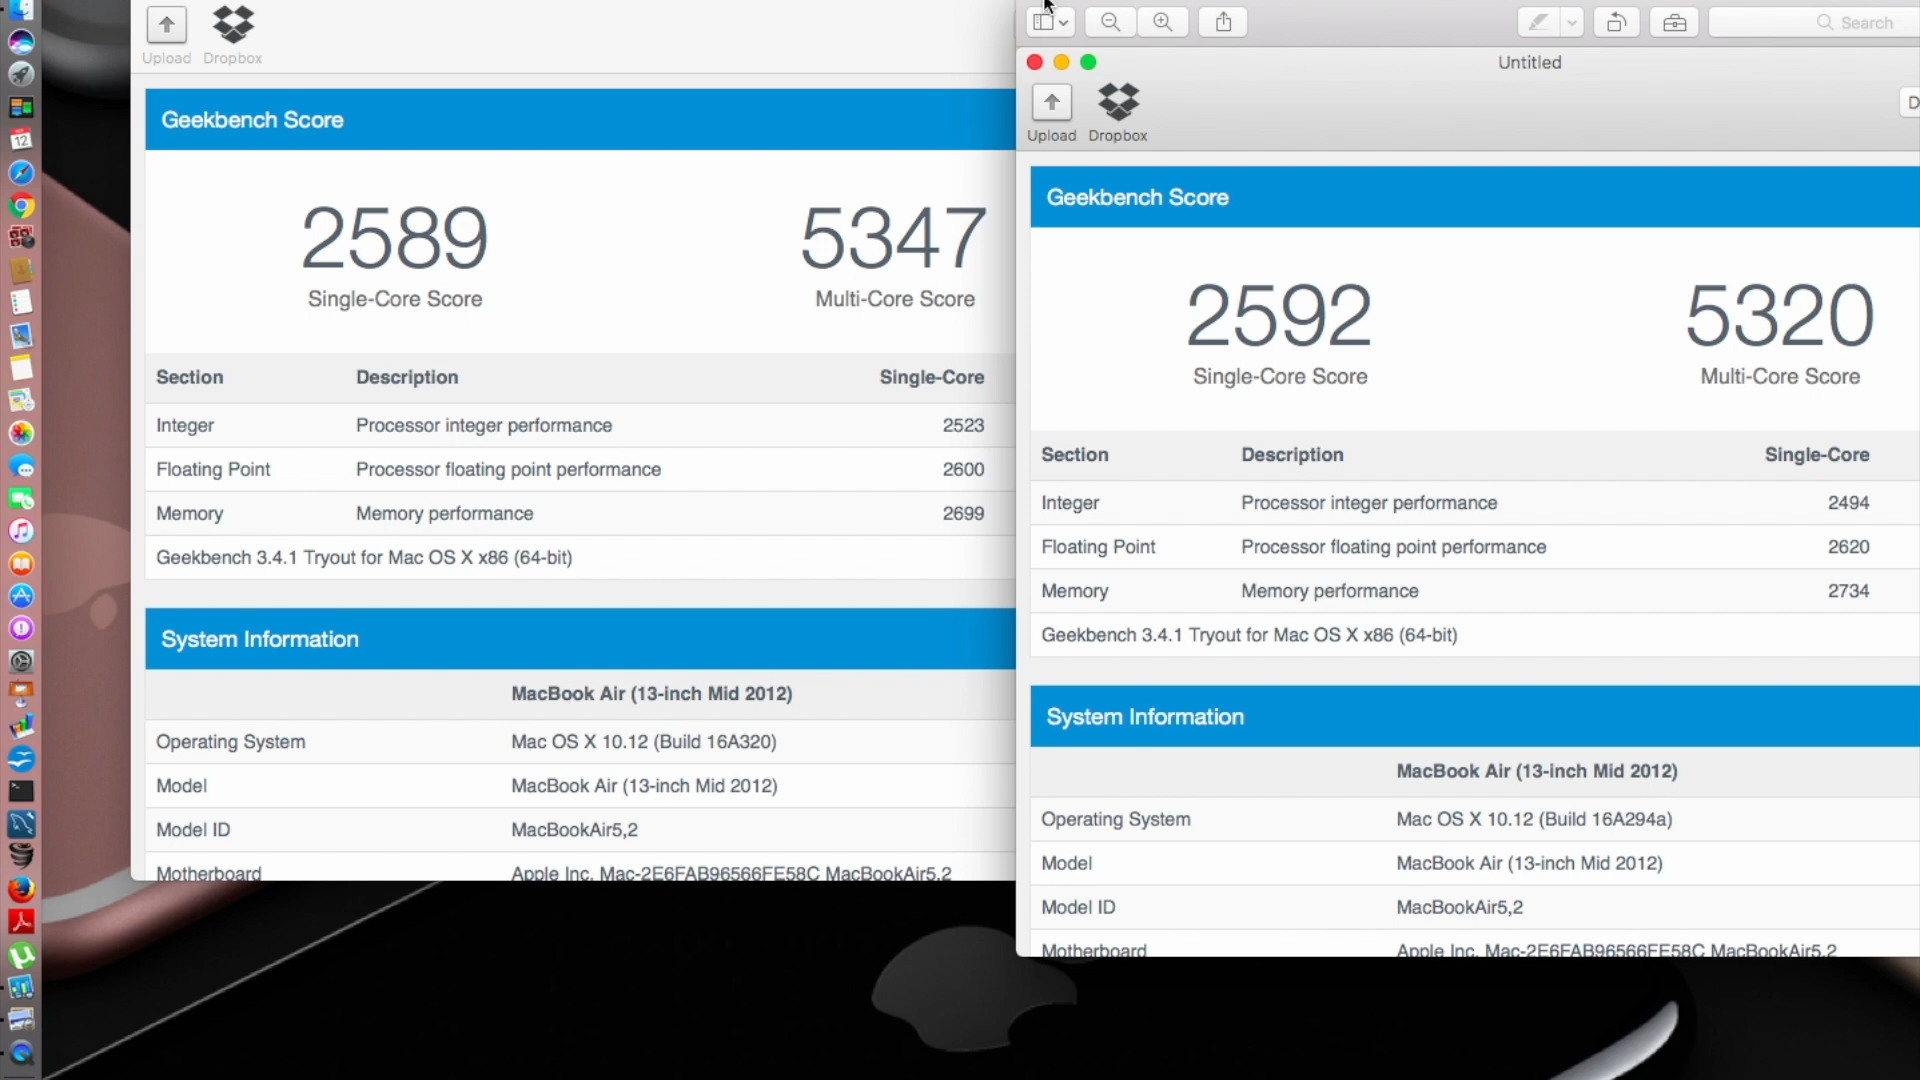 Upload Dropbox
Geekbench Score
2589 5347
Single-Core Score Multi-Core Score
Section Description Single-Core
Integer Processor integer performance 2523
Floating Point Processor floating point performance 2600
Memory Memory performance 2699
Geekbench 3.4.1 Tryout for Mac OS X x86 (64-bit)
System Information
MacBook Air (13-inch Mid 2012)
Operating System Mac OS X 10.12 (Build 16A320)
Model MacBook Air (13-inch Mid 2012)
Model ID MacBookAir5,2
Motherboard Apple Inc. Mac-2E6FAB96566FE58C MacBookAir5,2
Search
Untitled
D
Upload Dropbox
Geekbench Score
2592 5320
Single-Core Score Multi-Core Score
Section Description Single-Core
Integer Processor integer performance 2494
Floating Point Processor floating point performance 2620
Memory Memory performance 2734
Geekbench 3.4.1 Tryout for Mac OS X x86 (64-bit)
System Information
MacBook Air (13-inch Mid 2012)
Operating System Mac OS X 10.12 (Build 16A294a)
Model MacBook Air (13-inch Mid 2012)
Model ID MacBookAir5,2
Motherboard Apple Inc. Mac-2E6FAB96566FE58C MacBookAir5,2
12